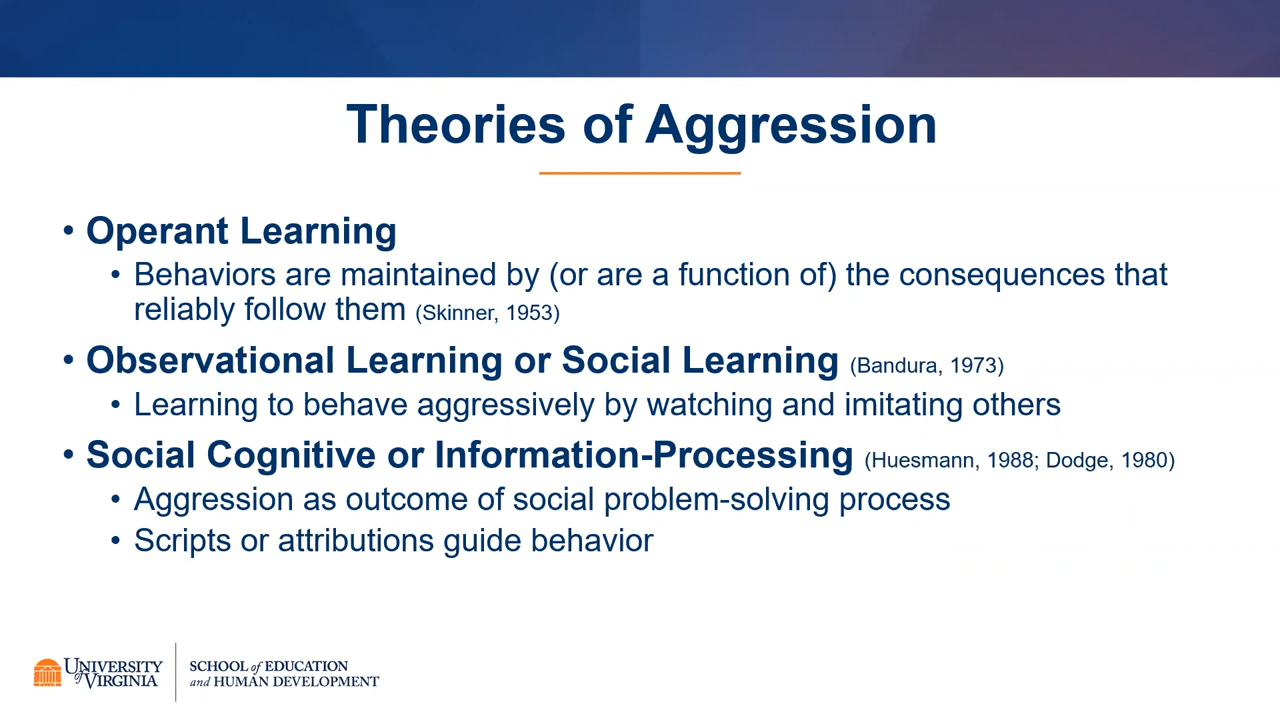 Theories of Aggression
• Operant Learning
• Behaviors are maintained by (or are a function of) the consequences that
reliably follow them (Skinner, 1953)
• Observational Learning or Social Learning (Bandura, 1973)
• Learning to behave aggressively by watching and imitating others
• Social Cognitive or Information-Processing (Huesmann, 1988; Dodge, 1980)
• Aggression as outcome of social problem-solving process
• Scripts or attributions guide behavior
UNIVERSITY
of VIRGINIA
SCHOOL of EDUCATION
and HUMAN DEVELOPMENT